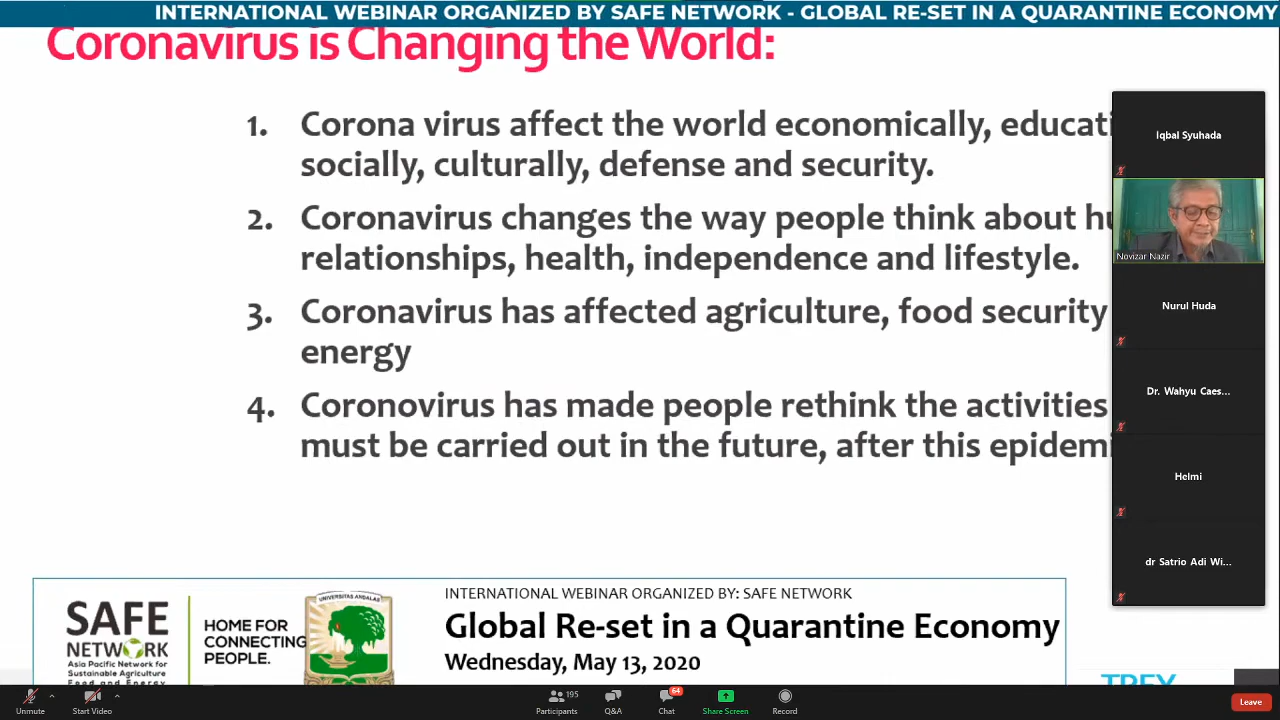 INTERNATIONAL WEBINAR ORGANIZED BY SAFE NETWORK - GLOBAL RE-SET IN A QUARANTINE ECONOMY
Coronavirus is Changing the World:
1. Corona virus affect the world economically,
socially, culturally, defense and security.
2. Coronavirus changes the way people think about
relationships, health, independence and lifestyle.
3. Coronavirus has affected agriculture, food security
energy
4. Coronovirus has made people rethink the activities
must be carried out in the future, after this
Iqbal Syuhada
Novizar Nazir
Nurul Huda
Dr. Wahyu Caes...
Helmi
dr Satrio Adi Wi...
SAFE
NETWORK
Asia Pacific Network for
Sustainable Agriculture
Food and Energy
HOME FOR
CONNECTING
PEOPLE.
UNIVERSITAS ANDALAS
INTERNATIONAL WEBINAR ORGANIZED BY: SAFE NETWORK
Global Re-set in a Quarantine Economy
Wednesday, May 13, 2020
TREY
Unmute
Start Video
195
Participants
Q&A
64
Chat
Share Screen
Record
Leave